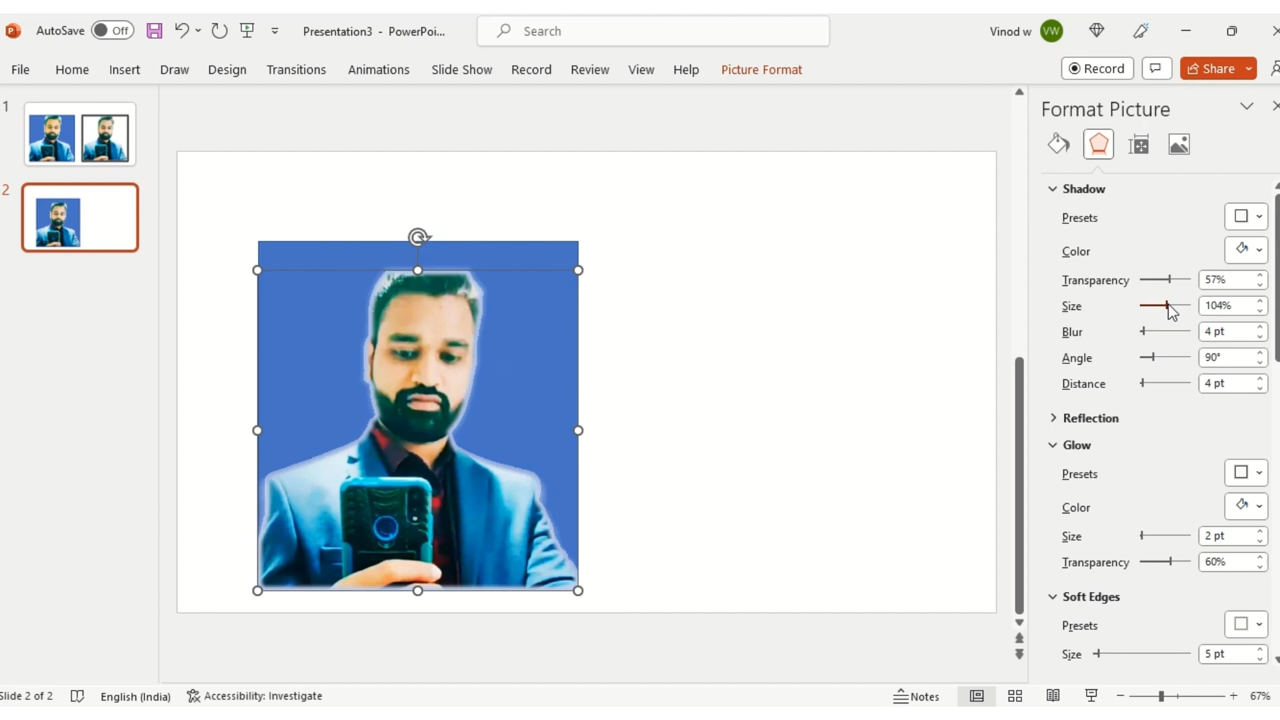 AutoSave Off Presentation3 - PowerPoi... Search Vinod w VW
File Home Insert Draw Design Transitions Animations Slide Show Record Review View Help Picture Format Record Share
1
2
Format Picture
Shadow
Presets
Color
Transparency 57%
Size 104%
Blur 4 pt
Angle 90°
Distance 4 pt
Reflection
Glow
Presets
Color
Size 2 pt
Transparency 60%
Soft Edges
Presets
Size 5 pt
Slide 2 of 2 English (India) Accessibility: Investigate Notes 67%